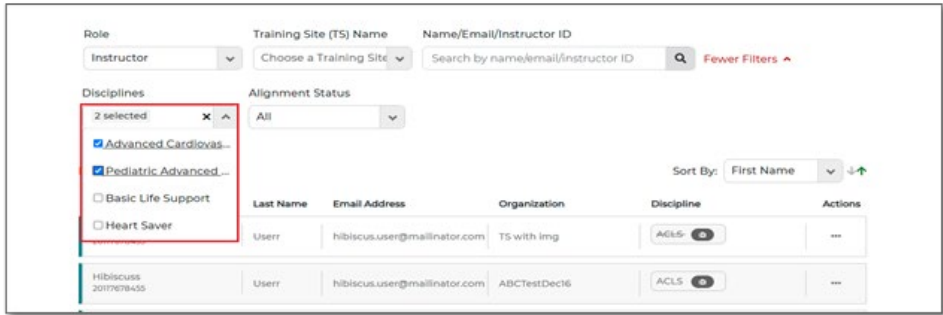 Role Training Site (TS) Name Name/Email/Instructor ID
Instructor Choose a Training Site Search by name/email/instructor ID Fewer Filters
Disciplines Alignment Status
2 selected All
Advanced Cardiovas...
Pediatric Advanced ...
Sort By: First Name
Basic Life Support
Last Name Email Address Organization Discipline Actions
Heart Saver
Userr hibiscus.user@mailinator.com TS with img ACLS ...
Hibiscuss
20177678455
Userr hibiscus.user@mailinator.com ABCTestDec16 ACLS ...